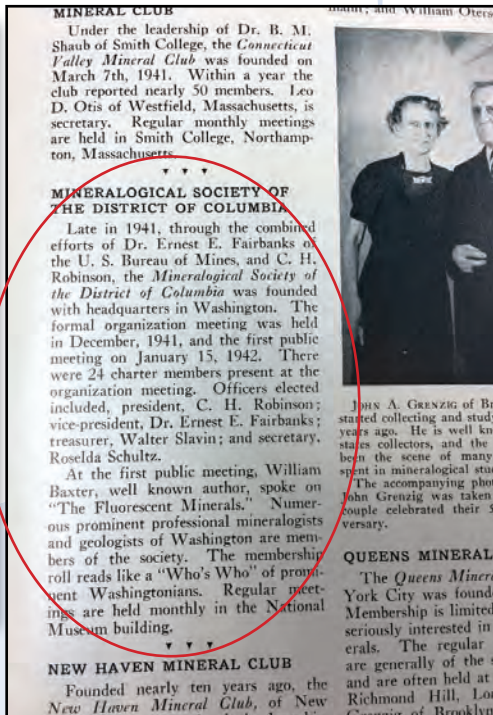 MINERAL CLUB
Under the leadership of Dr. B. M.
Shaub of Smith College, the Connecticut
Valley Mineral Club was founded on
March 7th, 1941. Within a year the
club reported nearly 50 members. Leo
D. Otis of Westfield, Massachusetts, is
secretary. Regular monthly meetings
are held in Smith College, Northamp-
ton, Massachusetts.
MINERALOGICAL SOCIETY OF
THE DISTRICT OF COLUMBIA
Late in 1941, through the combined
efforts of Dr. Ernest E. Fairbanks of
the U. S. Bureau of Mines, and C. H.
Robinson, the Mineralogical Society of
the District of Columbia was founded
with headquarters in Washington. The
formal organization meeting was held
in December, 1941, and the first public
meeting on January 15, 1942. There
were 24 charter members present at the
organization meeting. Officers elected
included, president, C. H. Robinson;
vice-president, Dr. Ernest E. Fairbanks;
treasurer, Walter Slavin; and secretary,
Roselda Schultz.
At the first public meeting, William
Baxter, well known author, spoke on
"The Fluorescent Minerals." Numer-
ous prominent professional mineralogists
and geologists of Washington are mem-
bers of the society. The membership
roll reads like a "Who's Who" of promi-
nent Washingtonians. Regular meet-
ings are held monthly in the National
Museum building.
NEW HAVEN MINERAL CLUB
Founded nearly ten years ago, the
New Haven Mineral Club, of New
and William Oters
JOHN A. GRENZIG of Br
started collecting and study
years ago. He is well kn
states collectors, and the
been the scene of many
spent in mineralogical stu
The accompanying pho
John Grenzig was taken
couple celebrated their
versary.
QUEENS MINERAL
The Queens Minera
York City was founde
Membership is limited
seriously interested in
erals. The regular
are generally of the s
and are often held at
Richmond Hill, Lo
of Brooklyn